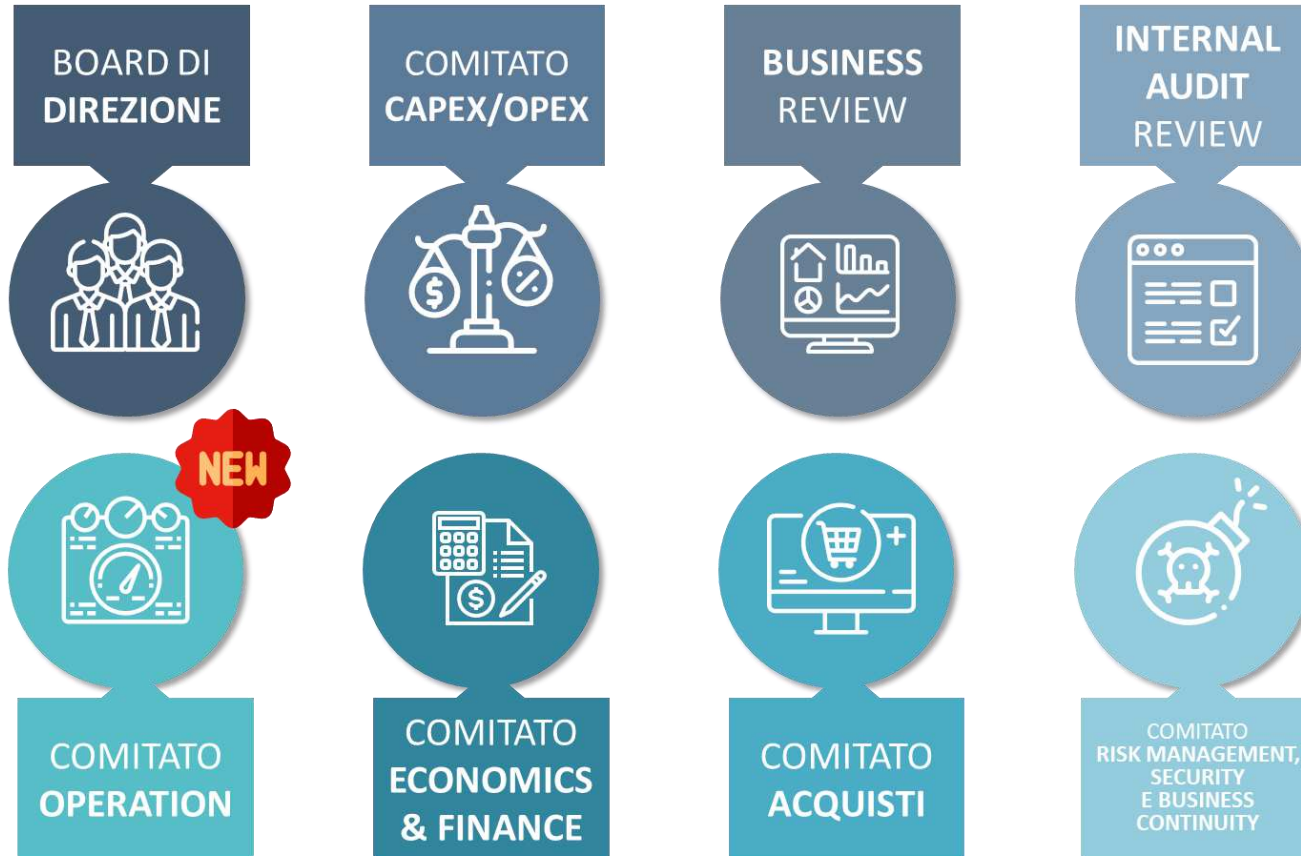 BOARD DI
DIREZIONE
COMITATO
CAPEX/OPEX
BUSINESS
REVIEW
INTERNAL
AUDIT
REVIEW
$
%
NEW
$
COMITATO
OPERATION
COMITATO
ECONOMICS
& FINANCE
COMITATO
ACQUISTI
COMITATO
RISK MANAGEMENT,
SECURITY
E BUSINESS
CONTINUITY